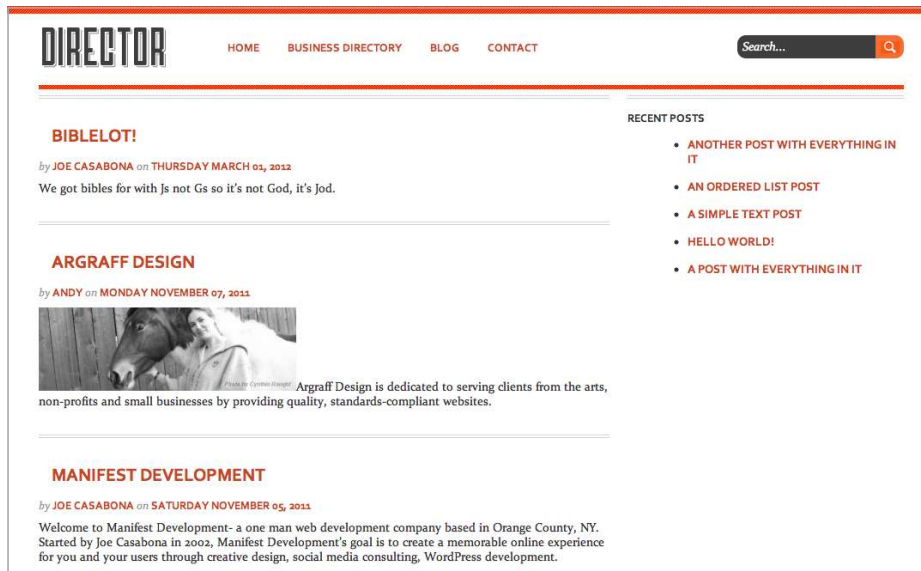 DIRECTOR
HOME BUSINESS DIRECTORY BLOG CONTACT
Search...
BIBLELOT!
by JOE CASABONA on THURSDAY MARCH 01, 2012
We got bibles for with Js not Gs so it's not God, it's Jod.
ARGRAFF DESIGN
by ANDY on MONDAY NOVEMBER 07, 2011
Photo by Cynthia Knight
Argraff Design is dedicated to serving clients from the arts,
non-profits and small businesses by providing quality, standards-compliant websites.
MANIFEST DEVELOPMENT
by JOE CASABONA on SATURDAY NOVEMBER 05, 2011
Welcome to Manifest Development- a one man web development company based in Orange County, NY.
Started by Joe Casabona in 2002, Manifest Development's goal is to create a memorable online experience
for you and your users through creative design, social media consulting, WordPress development.
RECENT POSTS
• ANOTHER POST WITH EVERYTHING IN
IT
• AN ORDERED LIST POST
• A SIMPLE TEXT POST
• HELLO WORLD!
• A POST WITH EVERYTHING IN IT